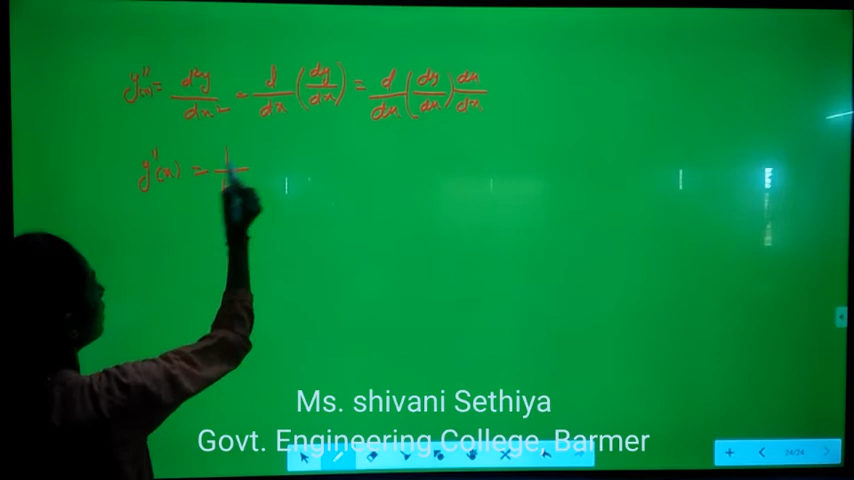 y''(x) = d²y/dx² = d/dx (dy/dx) = d/du (dy/du) du/dx
y''(x) = 1
Ms. shivani Sethiya
Govt. Engineering College, Barmer
24/24